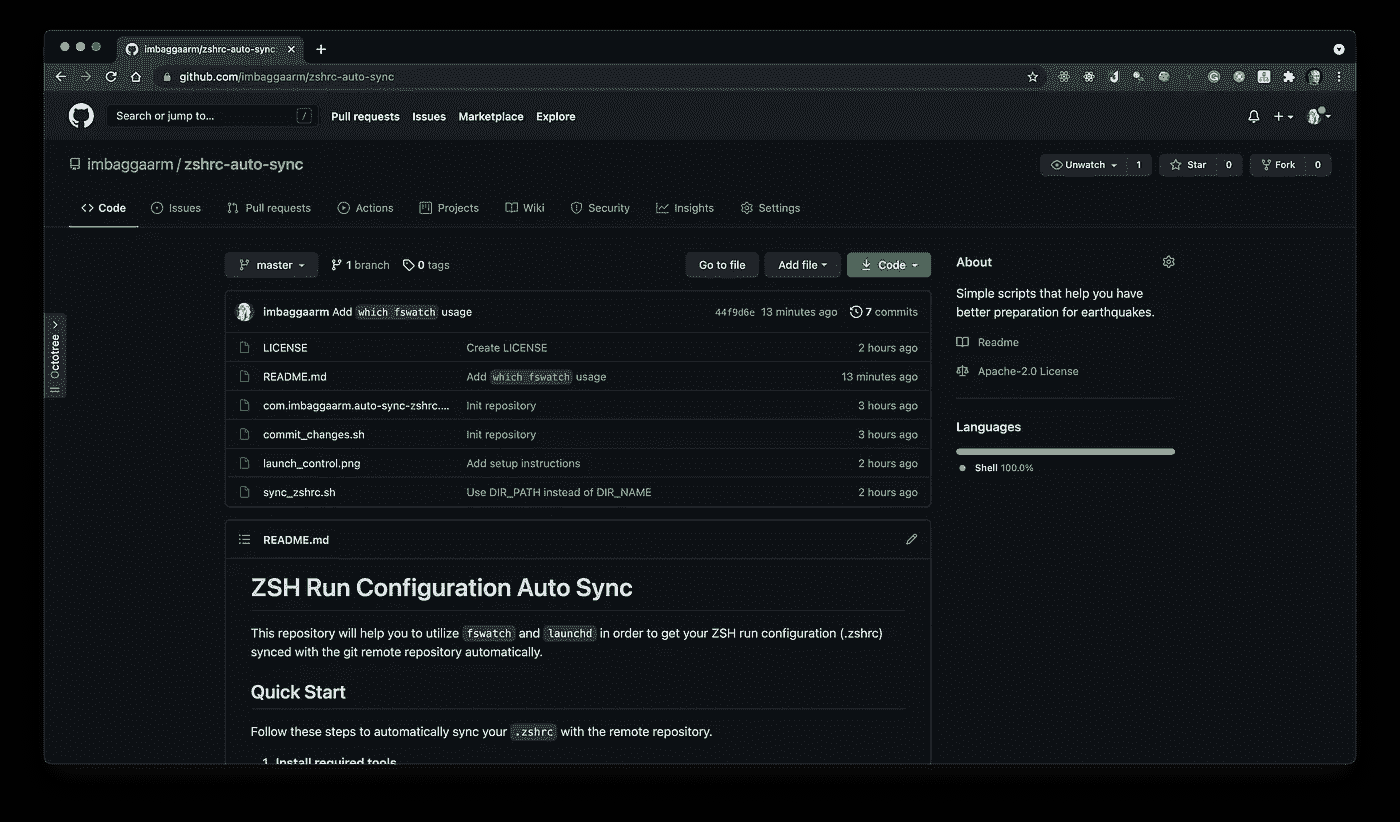 imbaggaarm/zshrc-auto-sync
github.com/imbaggaarm/zshrc-auto-sync
Search or jump to... /
Pull requests Issues Marketplace Explore
imbaggaarm / zshrc-auto-sync
Unwatch 1 Star 0 Fork 0
Code Issues Pull requests Actions Projects Wiki Security Insights Settings
master 1 branch 0 tags Go to file Add file Code
imbaggaarm Add which fswatch usage 44f9d6e 13 minutes ago 7 commits
LICENSE Create LICENSE 2 hours ago
README.md Add which fswatch usage 13 minutes ago
com.imbaggaarm.auto-sync-zshrc.... Init repository 3 hours ago
commit_changes.sh Init repository 3 hours ago
launch_control.png Add setup instructions 2 hours ago
sync_zshrc.sh Use DIR_PATH instead of DIR_NAME 2 hours ago
README.md
ZSH Run Configuration Auto Sync
This repository will help you to utilize fswatch and launchd in order to get your ZSH run configuration (.zshrc)
synced with the git remote repository automatically.
Quick Start
Follow these steps to automatically sync your .zshrc with the remote repository.
1. Install required tools
About
Simple scripts that help you have
better preparation for earthquakes.
Readme
Apache-2.0 License
Languages
Shell 100.0%
Octotree